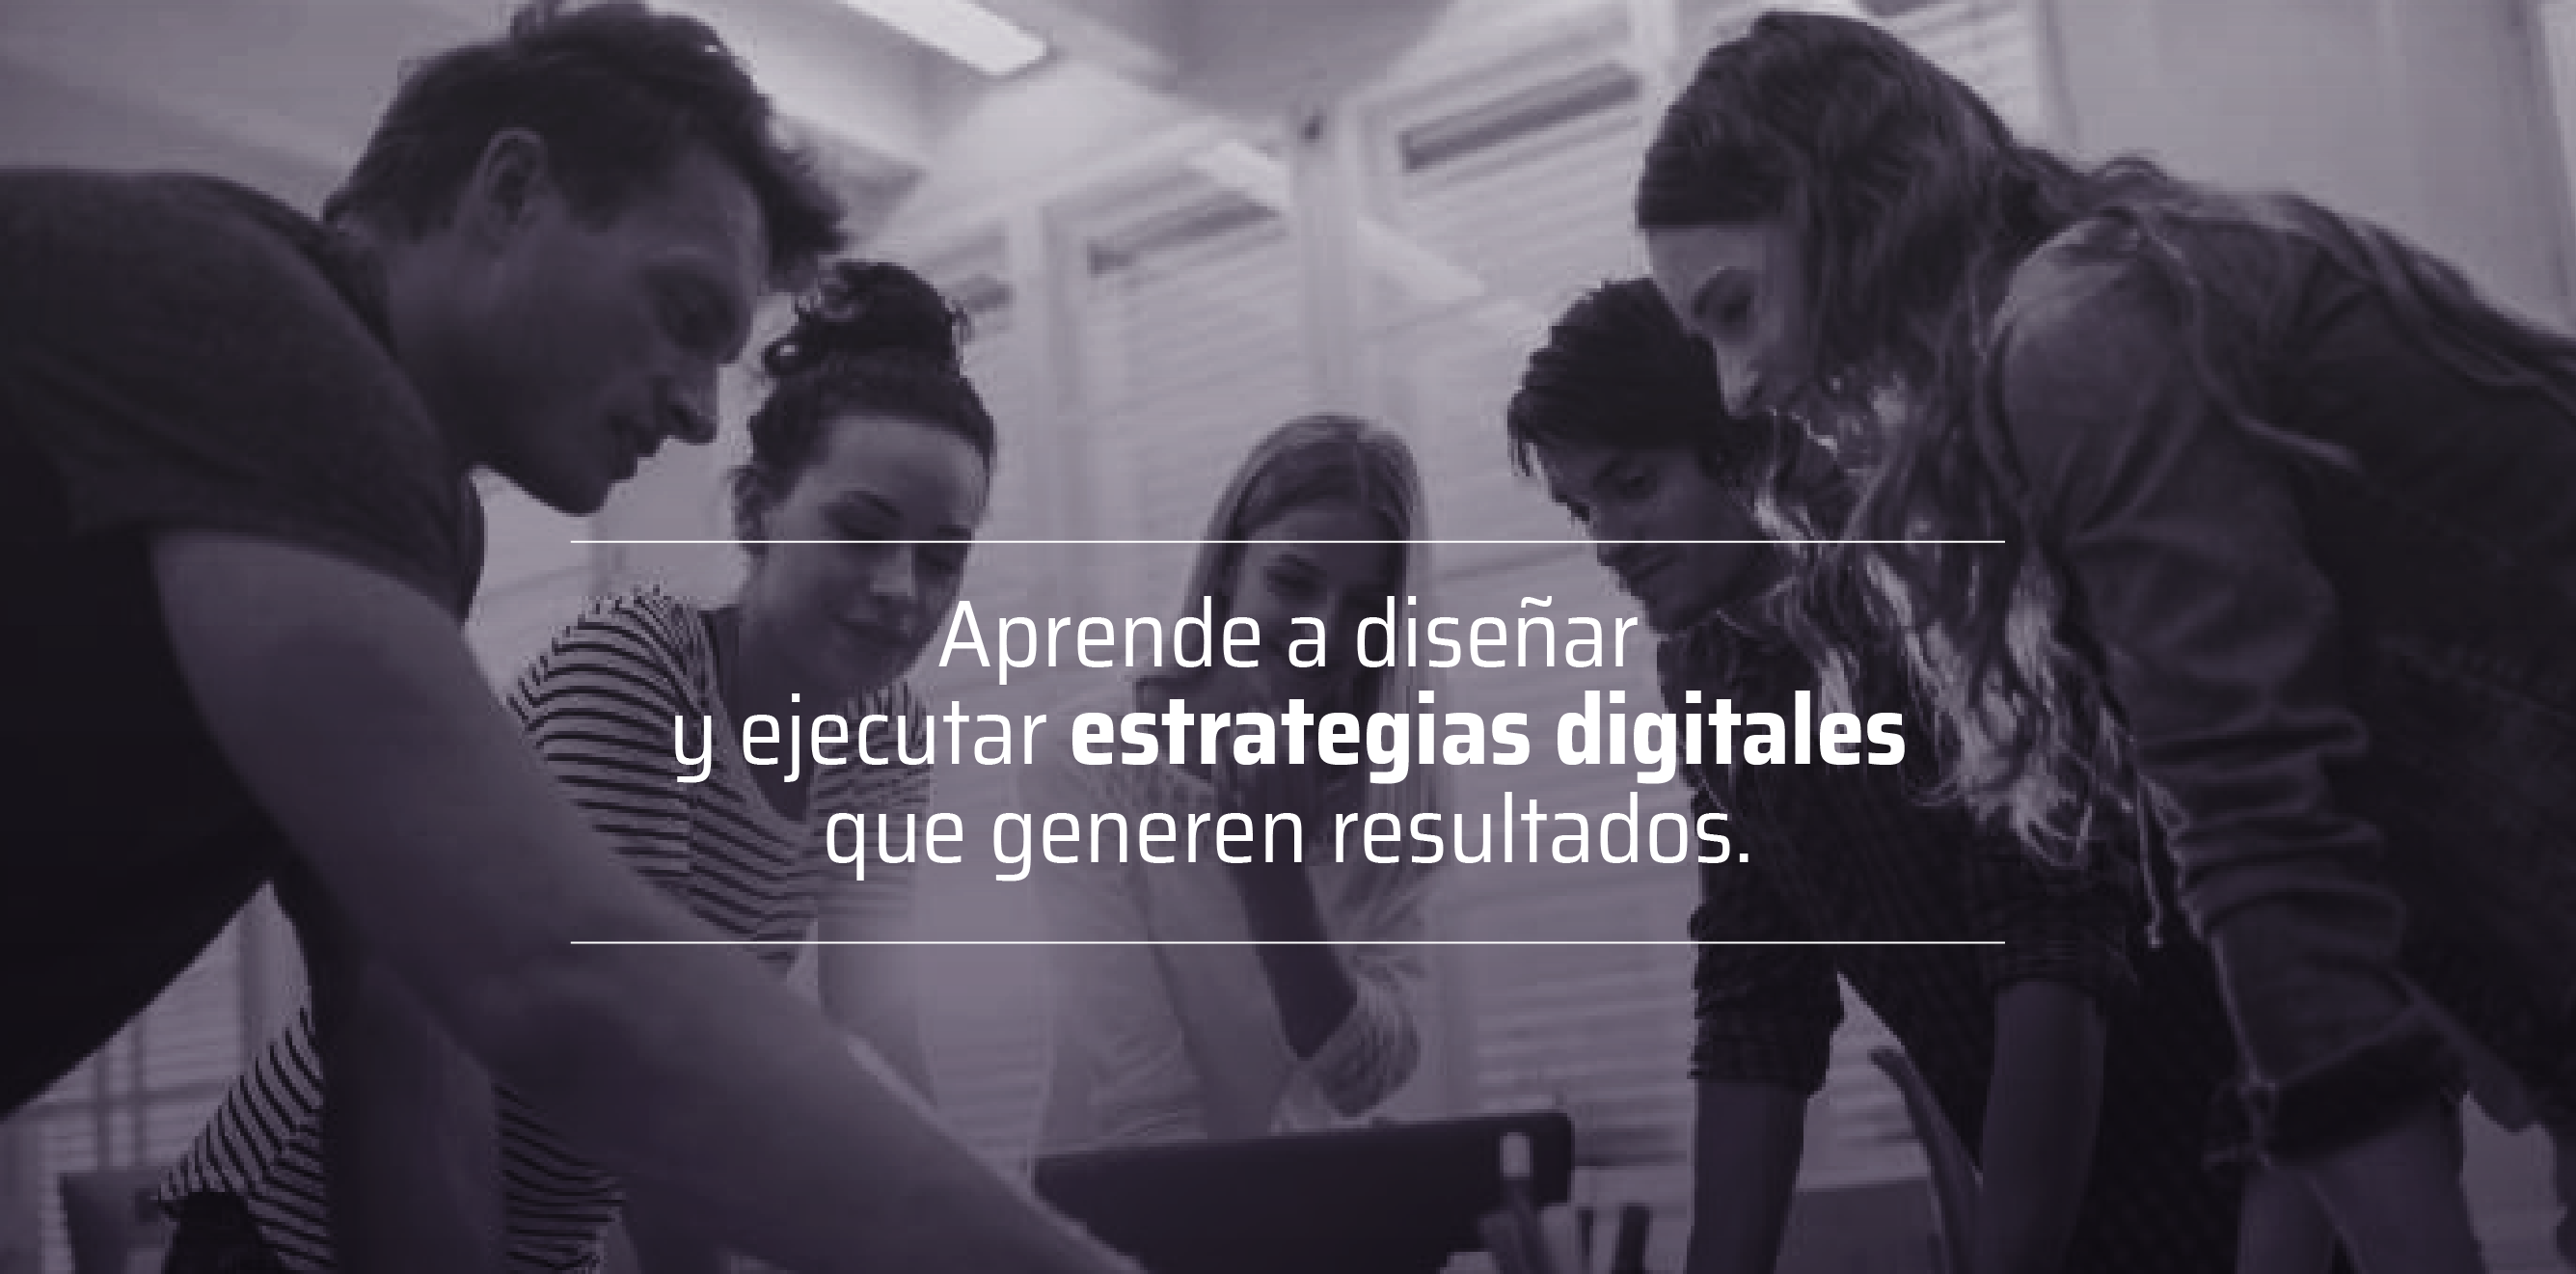 Aprende a diseñar
y ejecutar estrategias digitales
que generen resultados.